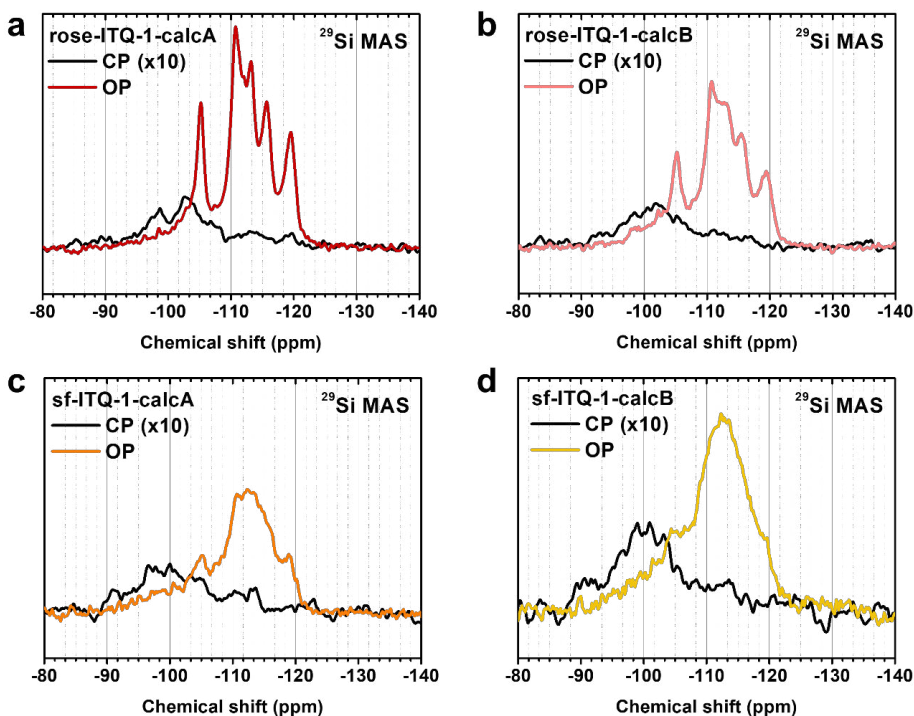 a
rose-ITQ-1-calcA
²⁹Si MAS
CP (x10)
OP
-80 -90 -100 -110 -120 -130 -140
Chemical shift (ppm)
b
rose-ITQ-1-calcB
²⁹Si MAS
CP (x10)
OP
-80 -90 -100 -110 -120 -130 -140
Chemical shift (ppm)
c
sf-ITQ-1-calcA
²⁹Si MAS
CP (x10)
OP
-80 -90 -100 -110 -120 -130 -140
Chemical shift (ppm)
d
sf-ITQ-1-calcB
²⁹Si MAS
CP (x10)
OP
-80 -90 -100 -110 -120 -130 -140
Chemical shift (ppm)